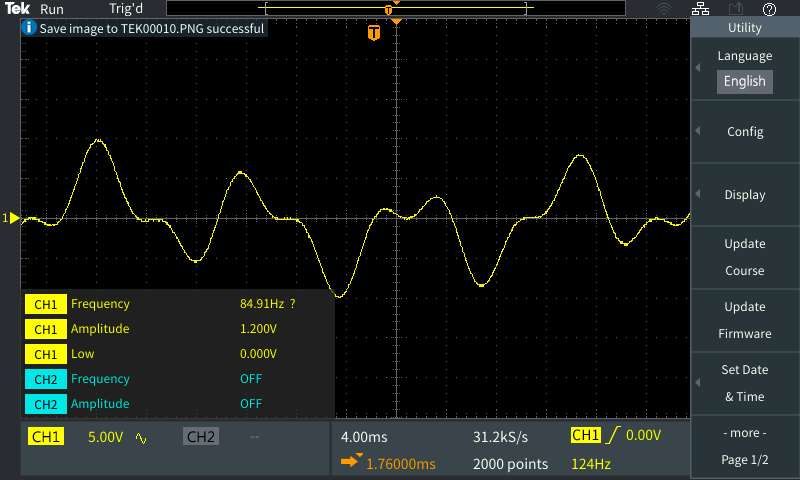 Tek Run Trig'd T ?
i Save image to TEK00010.PNG successful
T
Utility
Language
English
Config
Display
Update
Course
Update
Firmware
Set Date
& Time
- more -
Page 1/2
1
CH1 Frequency 84.91Hz ?
CH1 Amplitude 1.200V
CH1 Low 0.000V
CH2 Frequency OFF
CH2 Amplitude OFF
CH1 5.00V CH2 --
4.00ms 31.2kS/s CH1 0.00V
1.76000ms 2000 points 124Hz